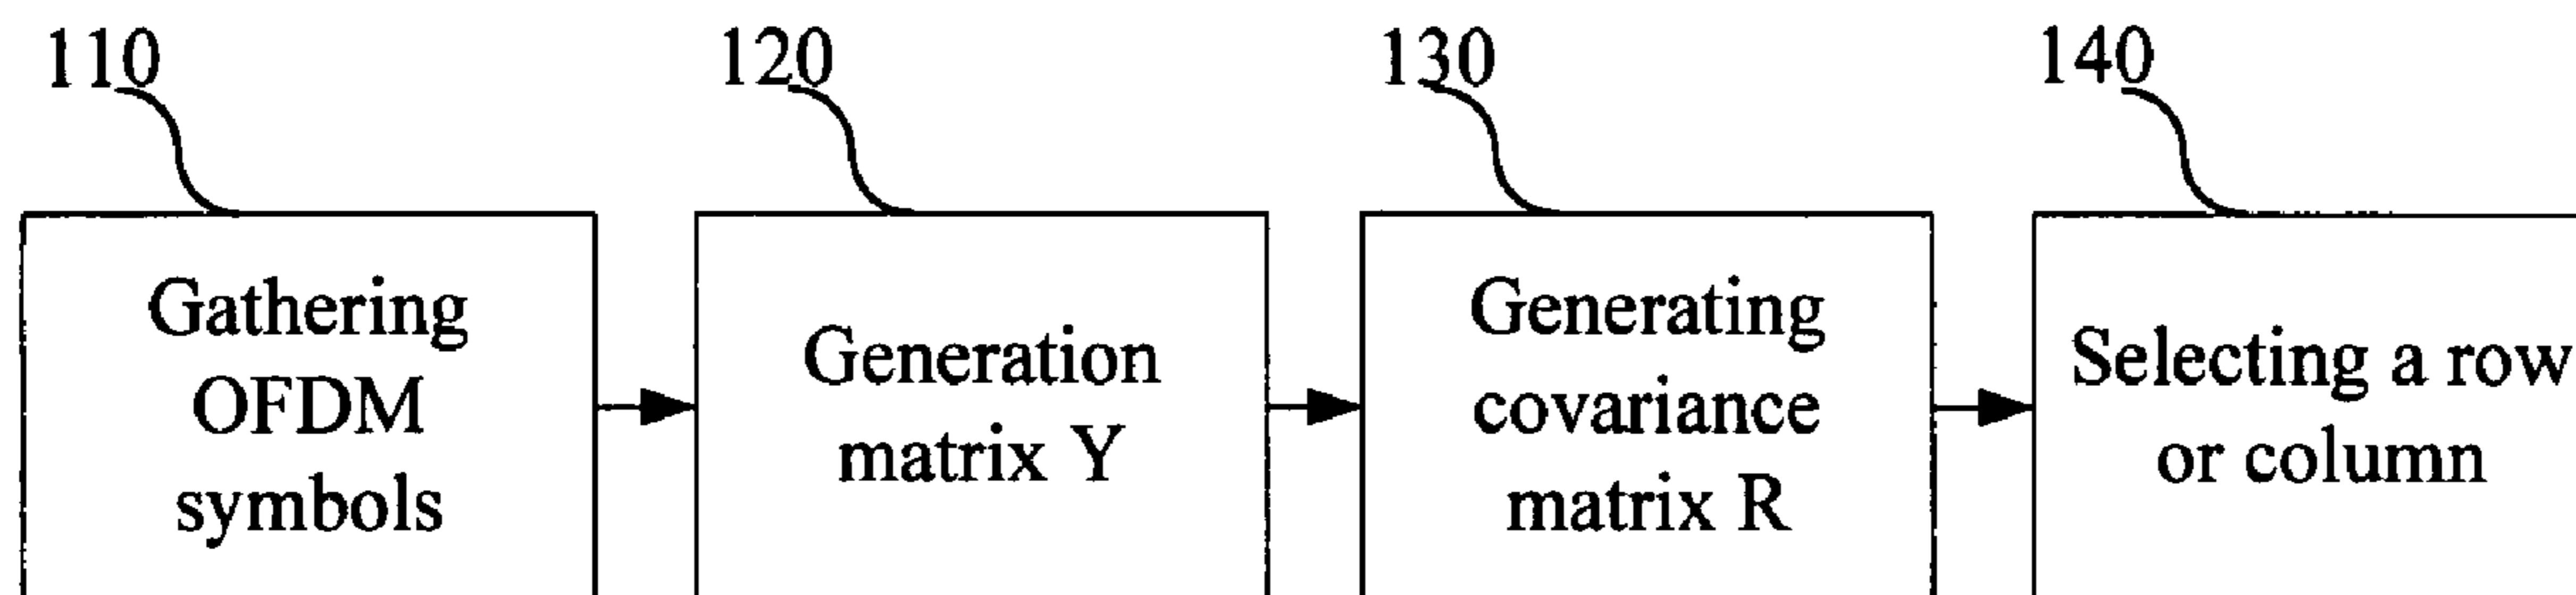 110
120
130
140
Gathering
OFDM
symbols
Generation
matrix Y
Generating
covariance
matrix R
Selecting a row
or column